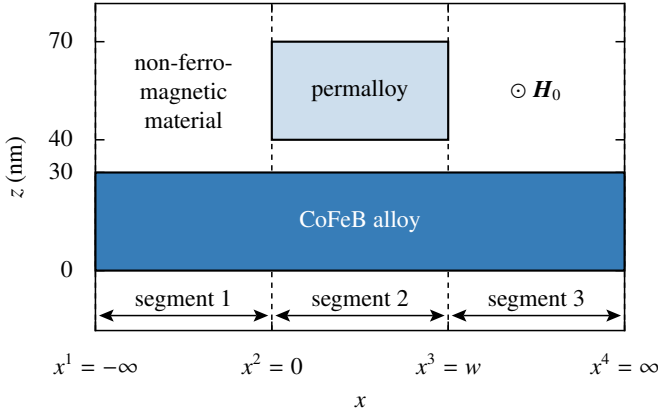 70
40
30
0
z (nm)
non-ferro-
magnetic
material
permalloy
⊙ H₀
CoFeB alloy
segment 1
segment 2
segment 3
x¹ = −∞
x² = 0
x³ = w
x⁴ = ∞
x